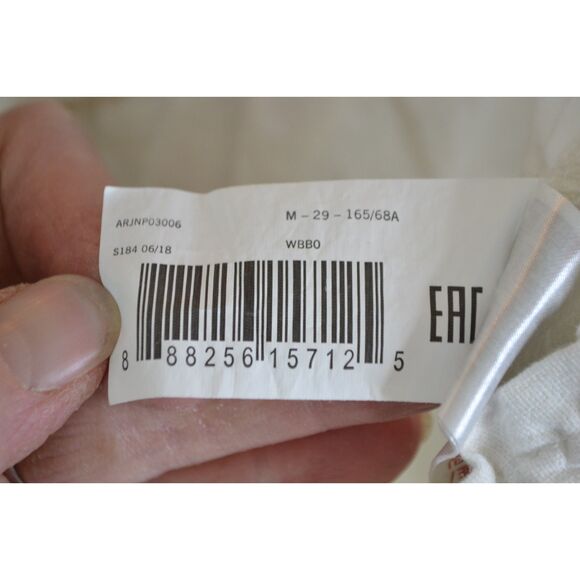 ARJNP03006 M - 29 - 165/68A
S184 06/18 WBB0
EAC
8 88256 15712 5